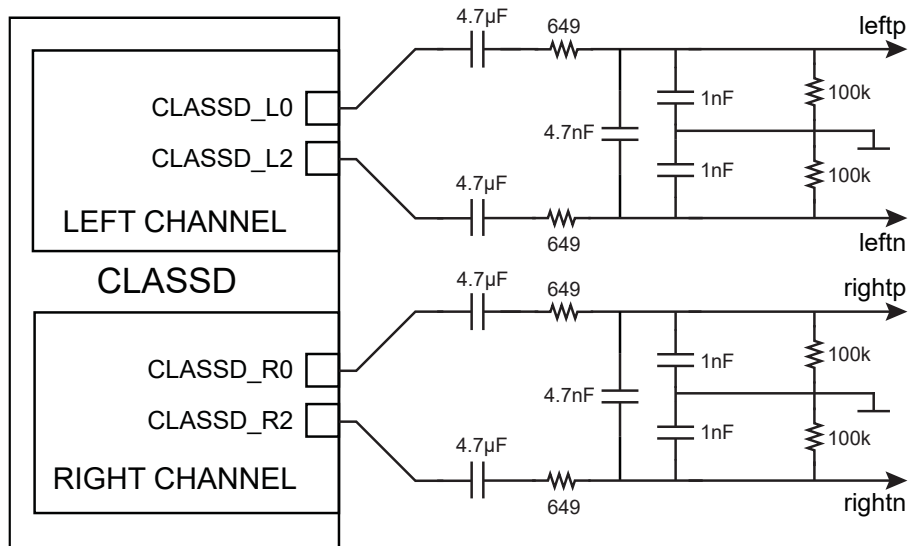 4.7µF
649
leftp
CLASSD_L0
1nF
100k
4.7nF
CLASSD_L2
1nF
100k
4.7µF
LEFT CHANNEL
649
leftn
CLASSD
4.7µF
649
rightp
CLASSD_R0
1nF
100k
4.7nF
CLASSD_R2
1nF
100k
4.7µF
RIGHT CHANNEL
649
rightn